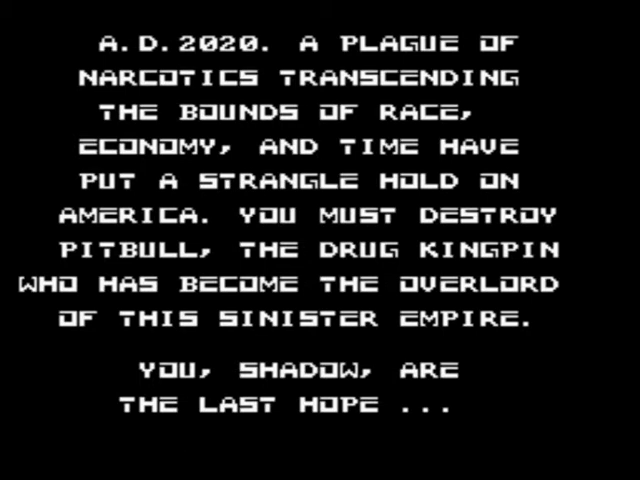 A.D.2020. A PLAGUE OF
NARCOTICS TRANSCENDING
THE BOUNDS OF RACE,
ECONOMY, AND TIME HAVE
PUT A STRANGLE HOLD ON
AMERICA. YOU MUST DESTROY
PITBULL, THE DRUG KINGPIN
WHO HAS BECOME THE OVERLORD
OF THIS SINISTER EMPIRE.
YOU, SHADOW, ARE
THE LAST HOPE ...